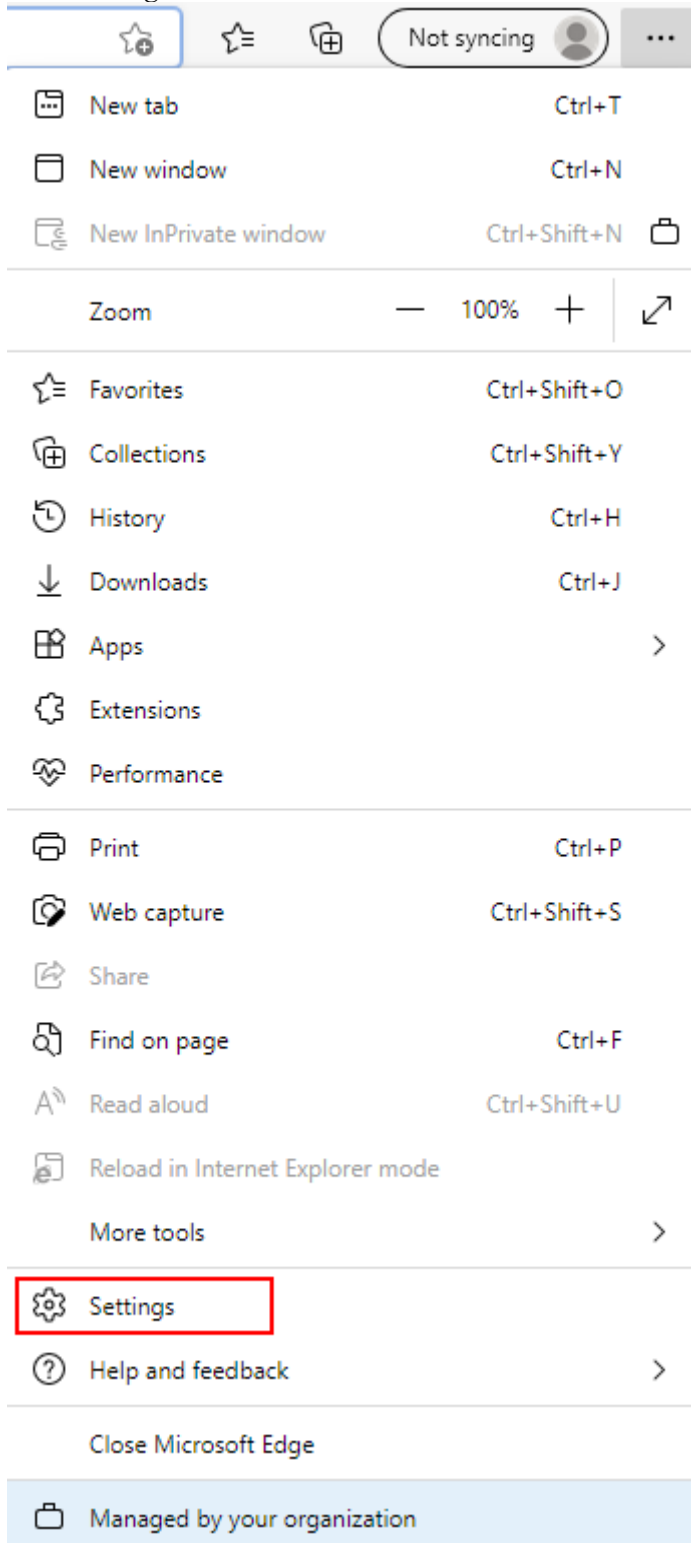 Not syncing
New tab Ctrl+T
New window Ctrl+N
New InPrivate window Ctrl+Shift+N
Zoom — 100% +
Favorites Ctrl+Shift+O
Collections Ctrl+Shift+Y
History Ctrl+H
Downloads Ctrl+J
Apps
Extensions
Performance
Print Ctrl+P
Web capture Ctrl+Shift+S
Share
Find on page Ctrl+F
Read aloud Ctrl+Shift+U
Reload in Internet Explorer mode
More tools
Settings
Help and feedback
Close Microsoft Edge
Managed by your organization